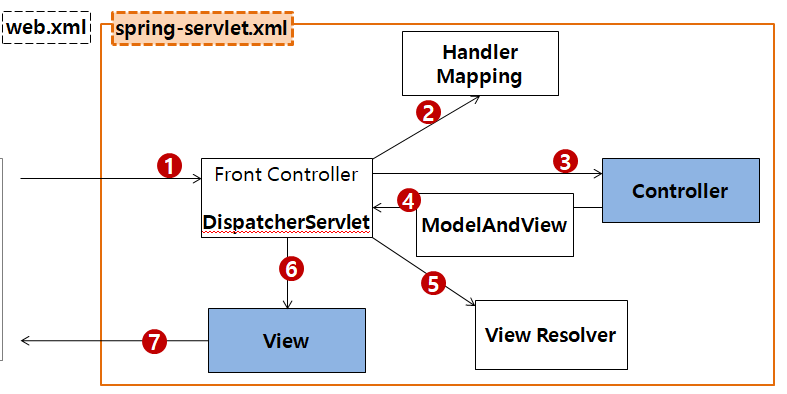 web.xml
spring-servlet.xml
Handler
Mapping
2
1
3
Front Controller
DispatcherServlet
Controller
4
ModelAndView
6
5
View
View Resolver
7